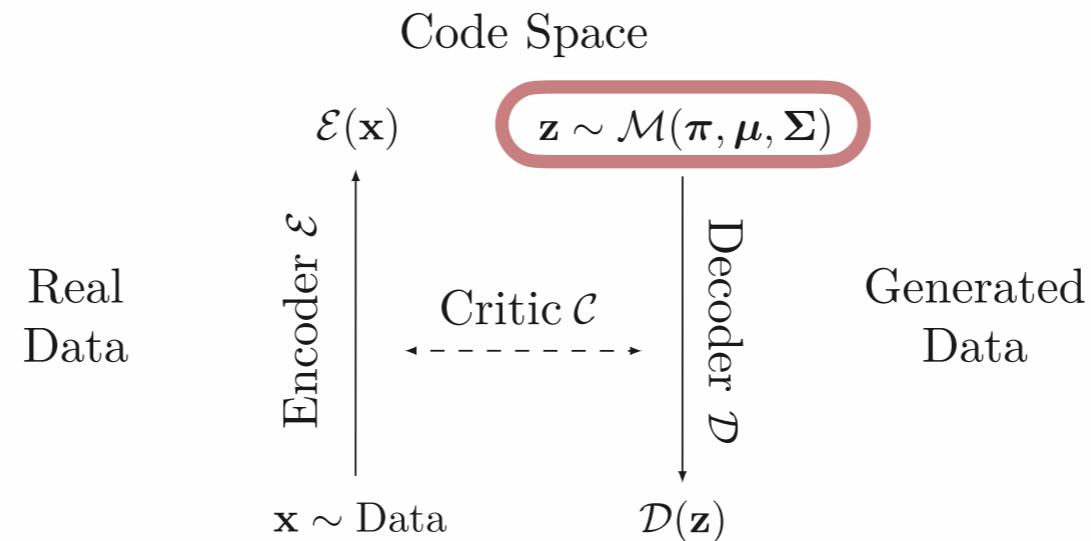 Code Space
ℰ(𝐱)
𝐳 ∼ ℳ(𝝅, 𝝁, 𝚺)
Encoder ℰ
Decoder 𝒟
Real
Data
Critic 𝒞
Generated
Data
𝐱 ∼ Data
𝒟(𝐳)